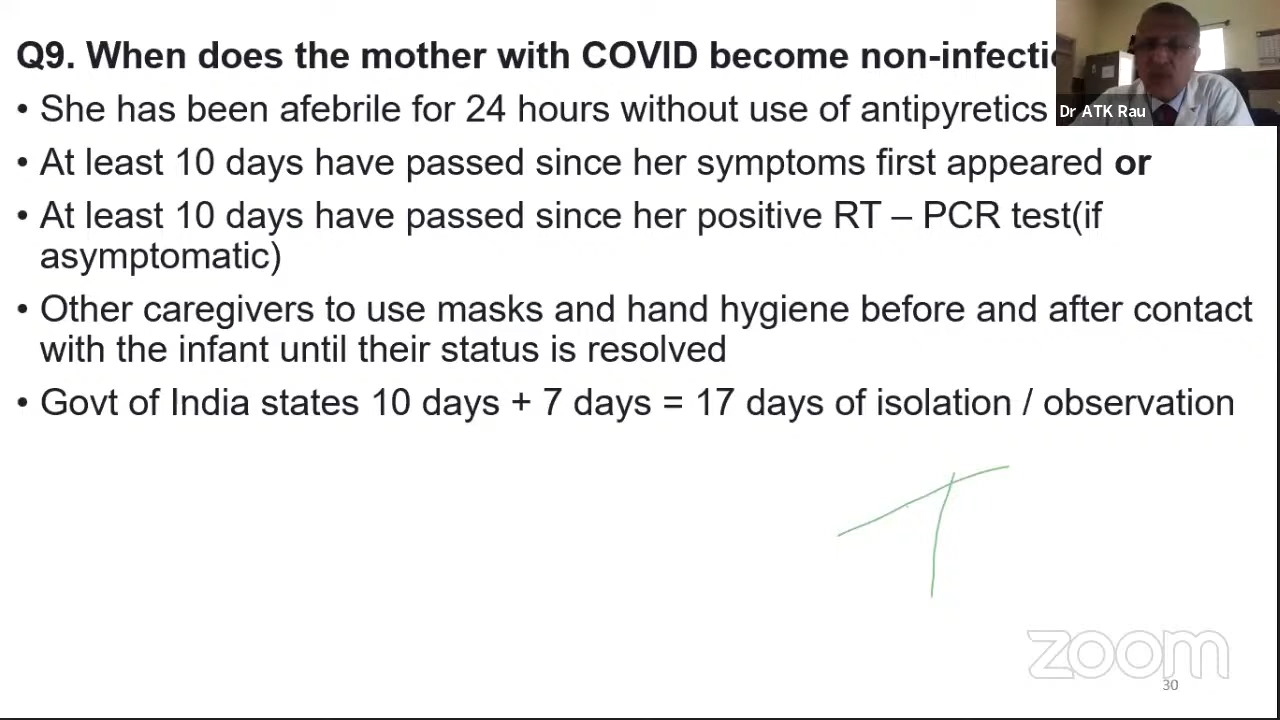 Q9. When does the mother with COVID become non-infectio
• She has been afebrile for 24 hours without use of antipyretics
• At least 10 days have passed since her symptoms first appeared or
• At least 10 days have passed since her positive RT – PCR test(if
asymptomatic)
• Other caregivers to use masks and hand hygiene before and after contact
with the infant until their status is resolved
• Govt of India states 10 days + 7 days = 17 days of isolation / observation
Dr ATK Rau
zoom
30